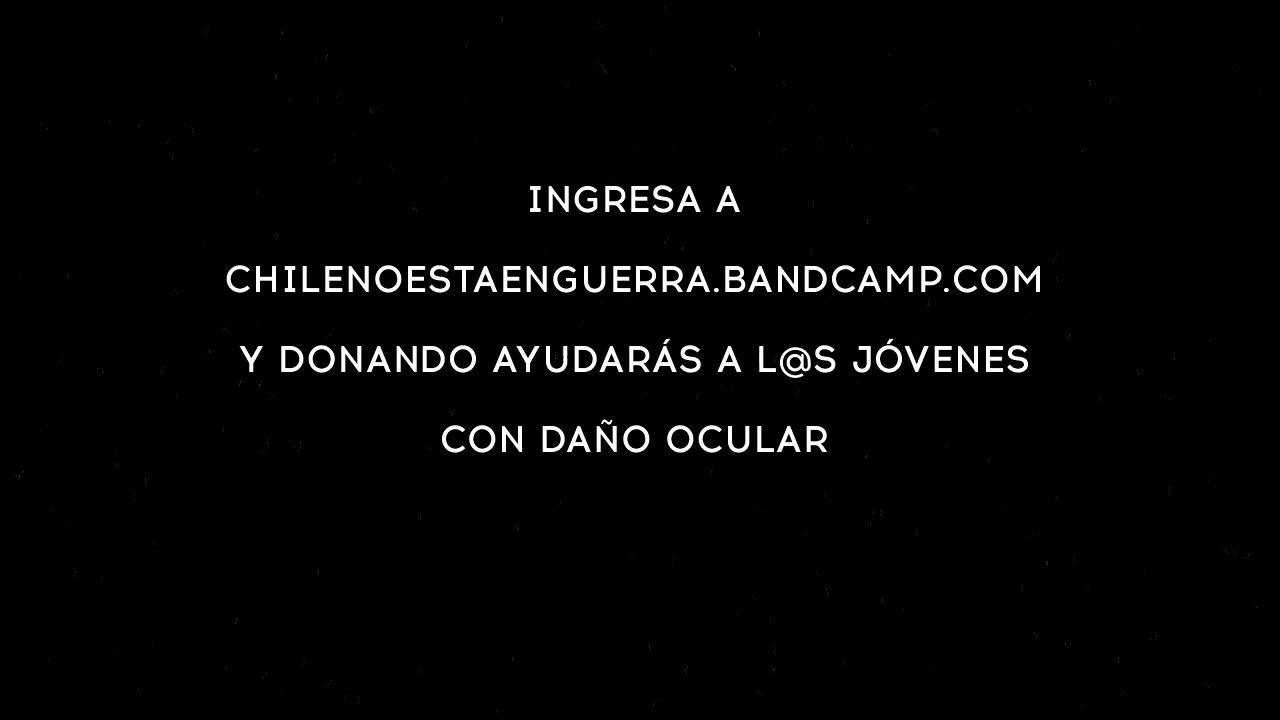 INGRESA A
CHILENOESTAENGUERRA.BANDCAMP.COM
Y DONANDO AYUDARÁS A L@S JÓVENES
CON DAÑO OCULAR